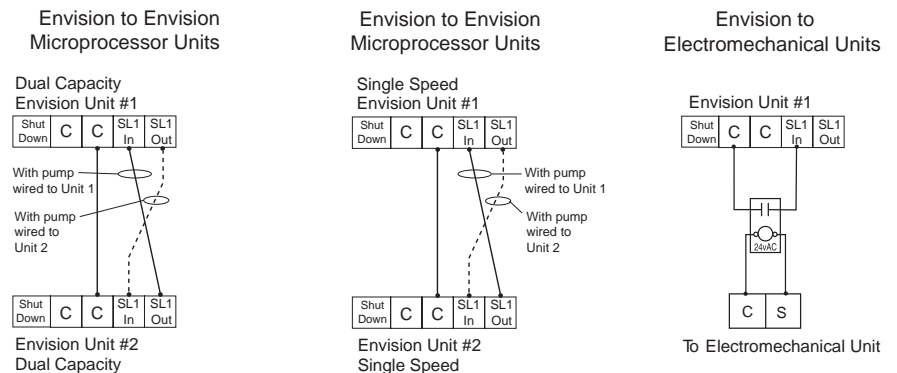 Envision to Envision
Microprocessor Units
Dual Capacity
Envision Unit #1
Shut
Down
C
C
SL1
In
SL1
Out
With pump
wired to Unit 1
With pump
wired to
Unit 2
Shut
Down
C
C
SL1
In
SL1
Out
Envision Unit #2
Dual Capacity
Envision to Envision
Microprocessor Units
Single Speed
Envision Unit #1
Shut
Down
C
C
SL1
In
SL1
Out
With pump
wired to Unit 1
With pump
wired to
Unit 2
Shut
Down
C
C
SL1
In
SL1
Out
Envision Unit #2
Single Speed
Envision to
Electromechanical Units
Envision Unit #1
Shut
Down
C
C
SL1
In
SL1
Out
24vAC
C
S
To Electromechanical Unit